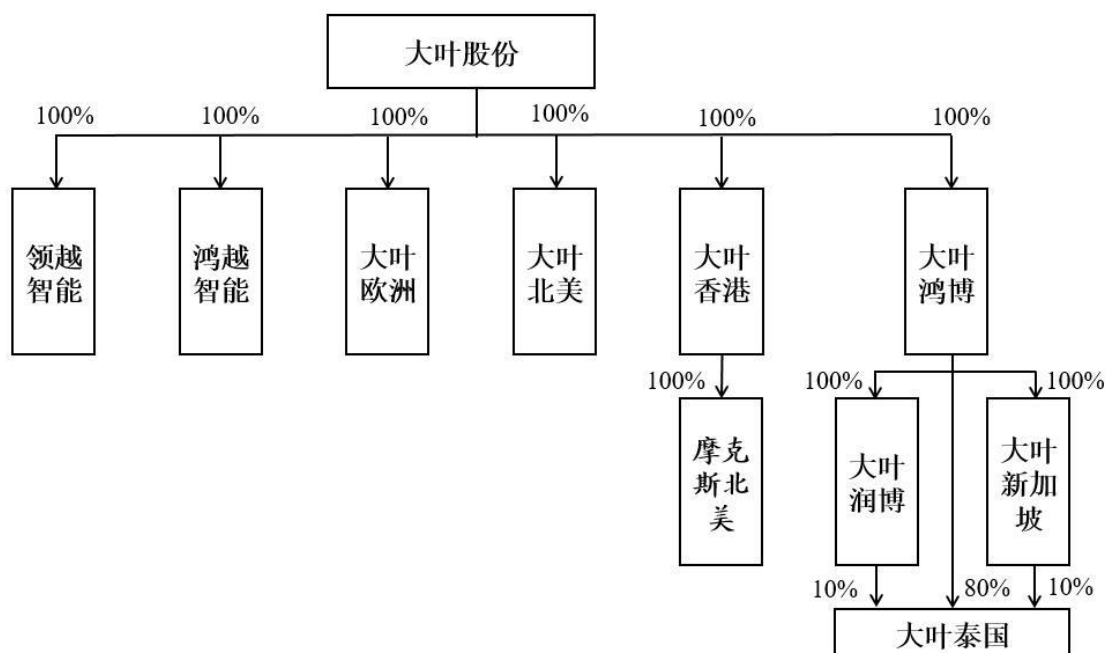 大叶股份
100%
100%
100%
100%
100%
100%
领越
智能
鸿越
智能
大叶
欧洲
大叶
北美
大叶
香港
大叶
鸿博
100%
100%
100%
摩克
斯北
美
大叶
润博
大叶
新加
坡
10%
80%
10%
大叶泰国